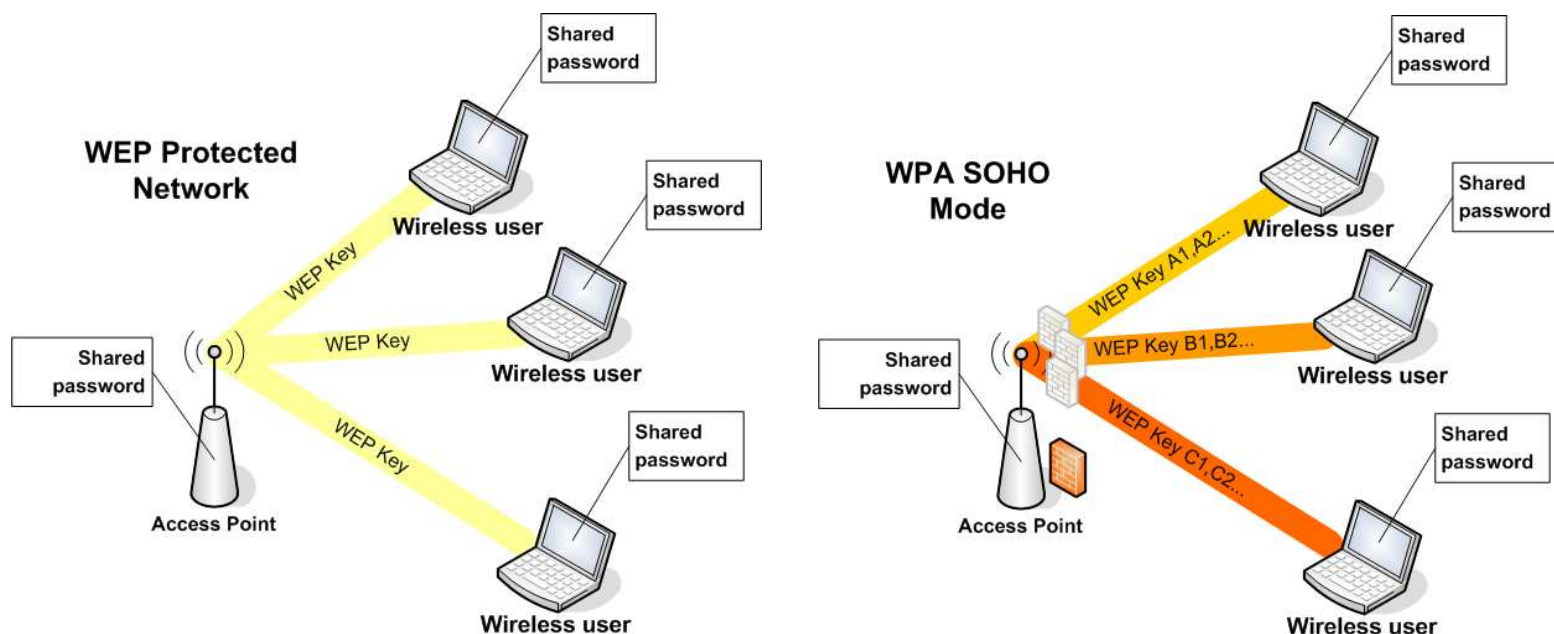 WEP Protected
Network
Shared
password
Wireless user
WEP Key
Shared
password
Wireless user
WEP Key
Shared
password
Access Point
WEP Key
Shared
password
Wireless user
WPA SOHO
Mode
Shared
password
Wireless user
WEP Key A1,A2...
Shared
password
Wireless user
WEP Key B1,B2...
Shared
password
Access Point
WEP Key C1,C2...
Shared
password
Wireless user